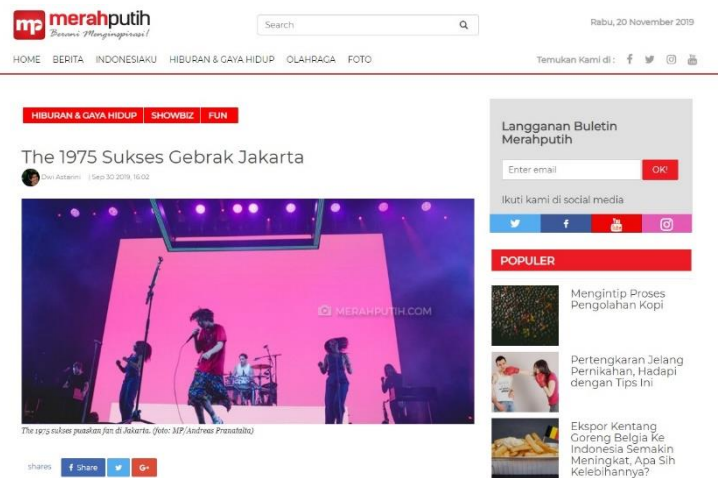 mp merahputih
Berani Menginspirasi!
Search
Rabu, 20 November 2019
HOME BERITA INDONESIAKU HIBURAN & GAYA HIDUP OLAHRAGA FOTO
Temukan Kami di :
HIBURAN & GAYA HIDUP SHOWBIZ FUN
The 1975 Sukses Gebrak Jakarta
Dwi Astarini | Sep 30 2019, 16:02
MERAHPUTIH.COM
The 1975 sukses puaskan fan di Jakarta. (foto: MP/Andreas Pranatalta)
shares f Share G+
Langganan Buletin
Merahputih
Enter email OK!
Ikuti kami di social media
POPULER
Mengintip Proses
Pengolahan Kopi
Pertengkaran Jelang
Pernikahan, Hadapi
dengan Tips Ini
Ekspor Kentang
Goreng Belgia Ke
Indonesia Semakin
Meningkat, Apa Sih
Kelebihannya?